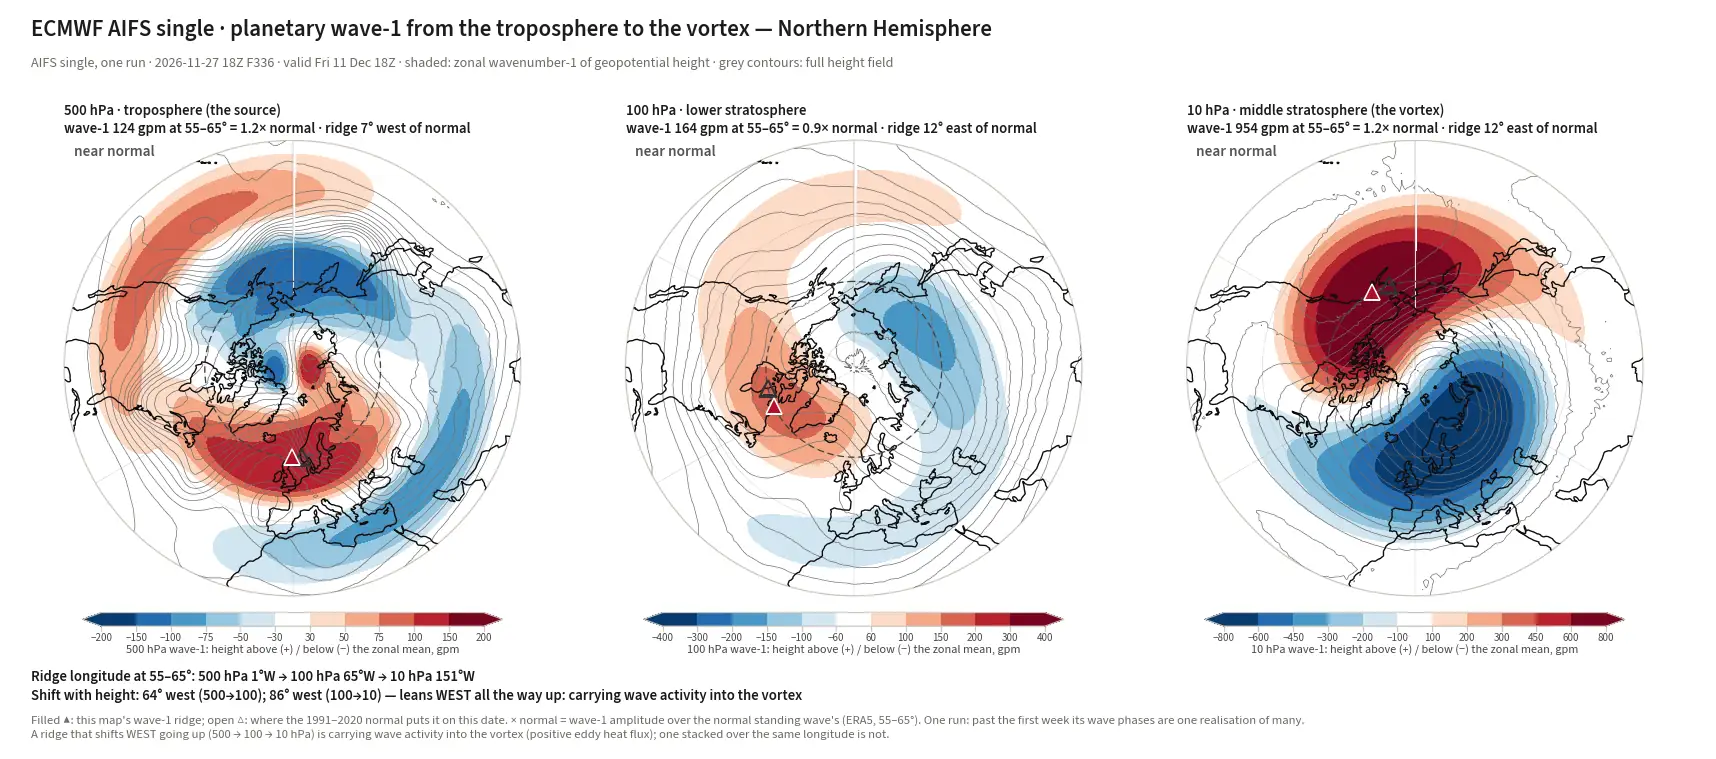 ECMWF AIFS single · planetary wave-1 from the troposphere to the vortex — Northern Hemisphere
AIFS single, one run · 2026-11-27 18Z F336 · valid Fri 11 Dec 18Z · shaded: zonal wavenumber-1 of geopotential height · grey contours: full height field
500 hPa · troposphere (the source)
wave-1 124 gpm at 55–65° = 1.2× normal · ridge 7° west of normal
near normal
100 hPa · lower stratosphere
wave-1 164 gpm at 55–65° = 0.9× normal · ridge 12° east of normal
near normal
10 hPa · middle stratosphere (the vortex)
wave-1 954 gpm at 55–65° = 1.2× normal · ridge 12° east of normal
near normal
−200 −150 −100 −75 −50 −30 30 50 75 100 150 200
500 hPa wave-1: height above (+) / below (−) the zonal mean, gpm
−400 −300 −200 −150 −100 −60 60 100 150 200 300 400
100 hPa wave-1: height above (+) / below (−) the zonal mean, gpm
−800 −600 −450 −300 −200 −100 100 200 300 450 600 800
10 hPa wave-1: height above (+) / below (−) the zonal mean, gpm
Ridge longitude at 55–65°: 500 hPa 1°W → 100 hPa 65°W → 10 hPa 151°W
Shift with height: 64° west (500→100); 86° west (100→10) — leans WEST all the way up: carrying wave activity into the vortex
Filled ▲: this map's wave-1 ridge; open △: where the 1991–2020 normal puts it on this date. × normal = wave-1 amplitude over the normal standing wave's (ERA5, 55–65°). One run: past the first week its wave phases are one realisation of many.
A ridge that shifts WEST going up (500 → 100 → 10 hPa) is carrying wave activity into the vortex (positive eddy heat flux); one stacked over the same longitude is not.